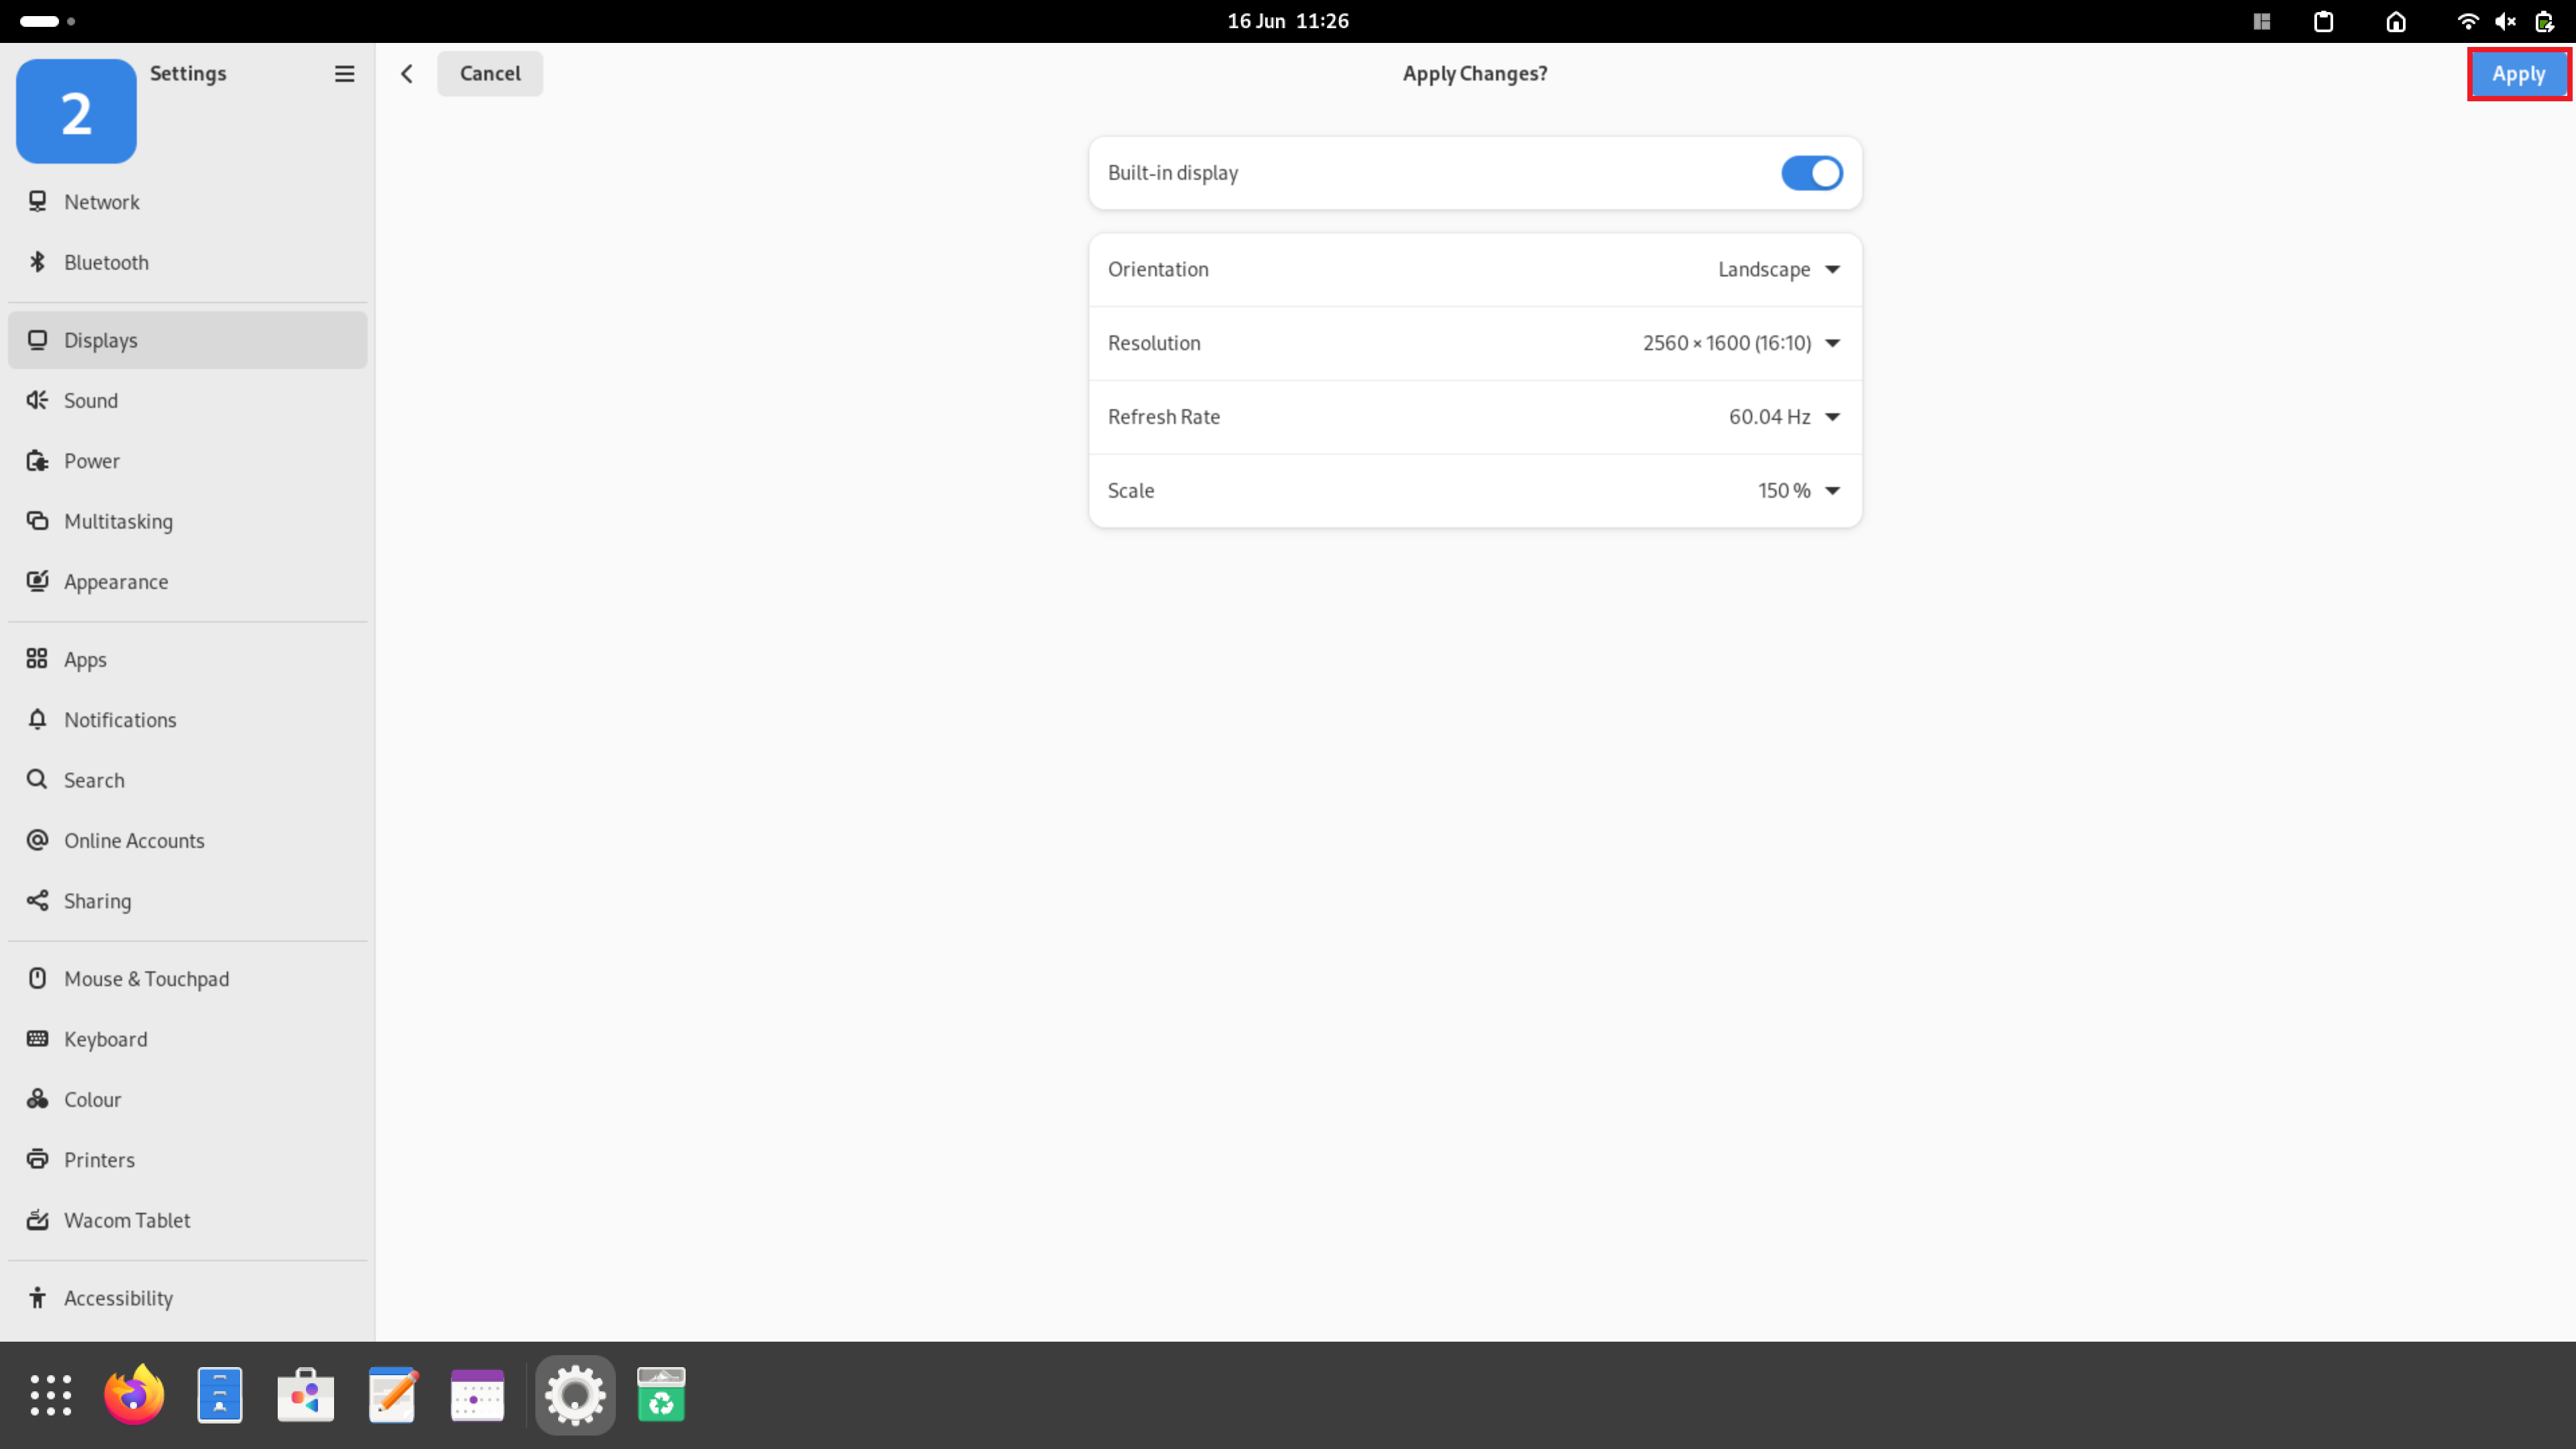 16 Jun 11:26
2
Settings
Cancel
Apply Changes?
Apply
Network
Bluetooth
Displays
Sound
Power
Multitasking
Appearance
Apps
Notifications
Search
Online Accounts
Sharing
Mouse & Touchpad
Keyboard
Colour
Printers
Wacom Tablet
Accessibility
Built-in display
Orientation Landscape
Resolution 2560 × 1600 (16:10)
Refresh Rate 60.04 Hz
Scale 150 %